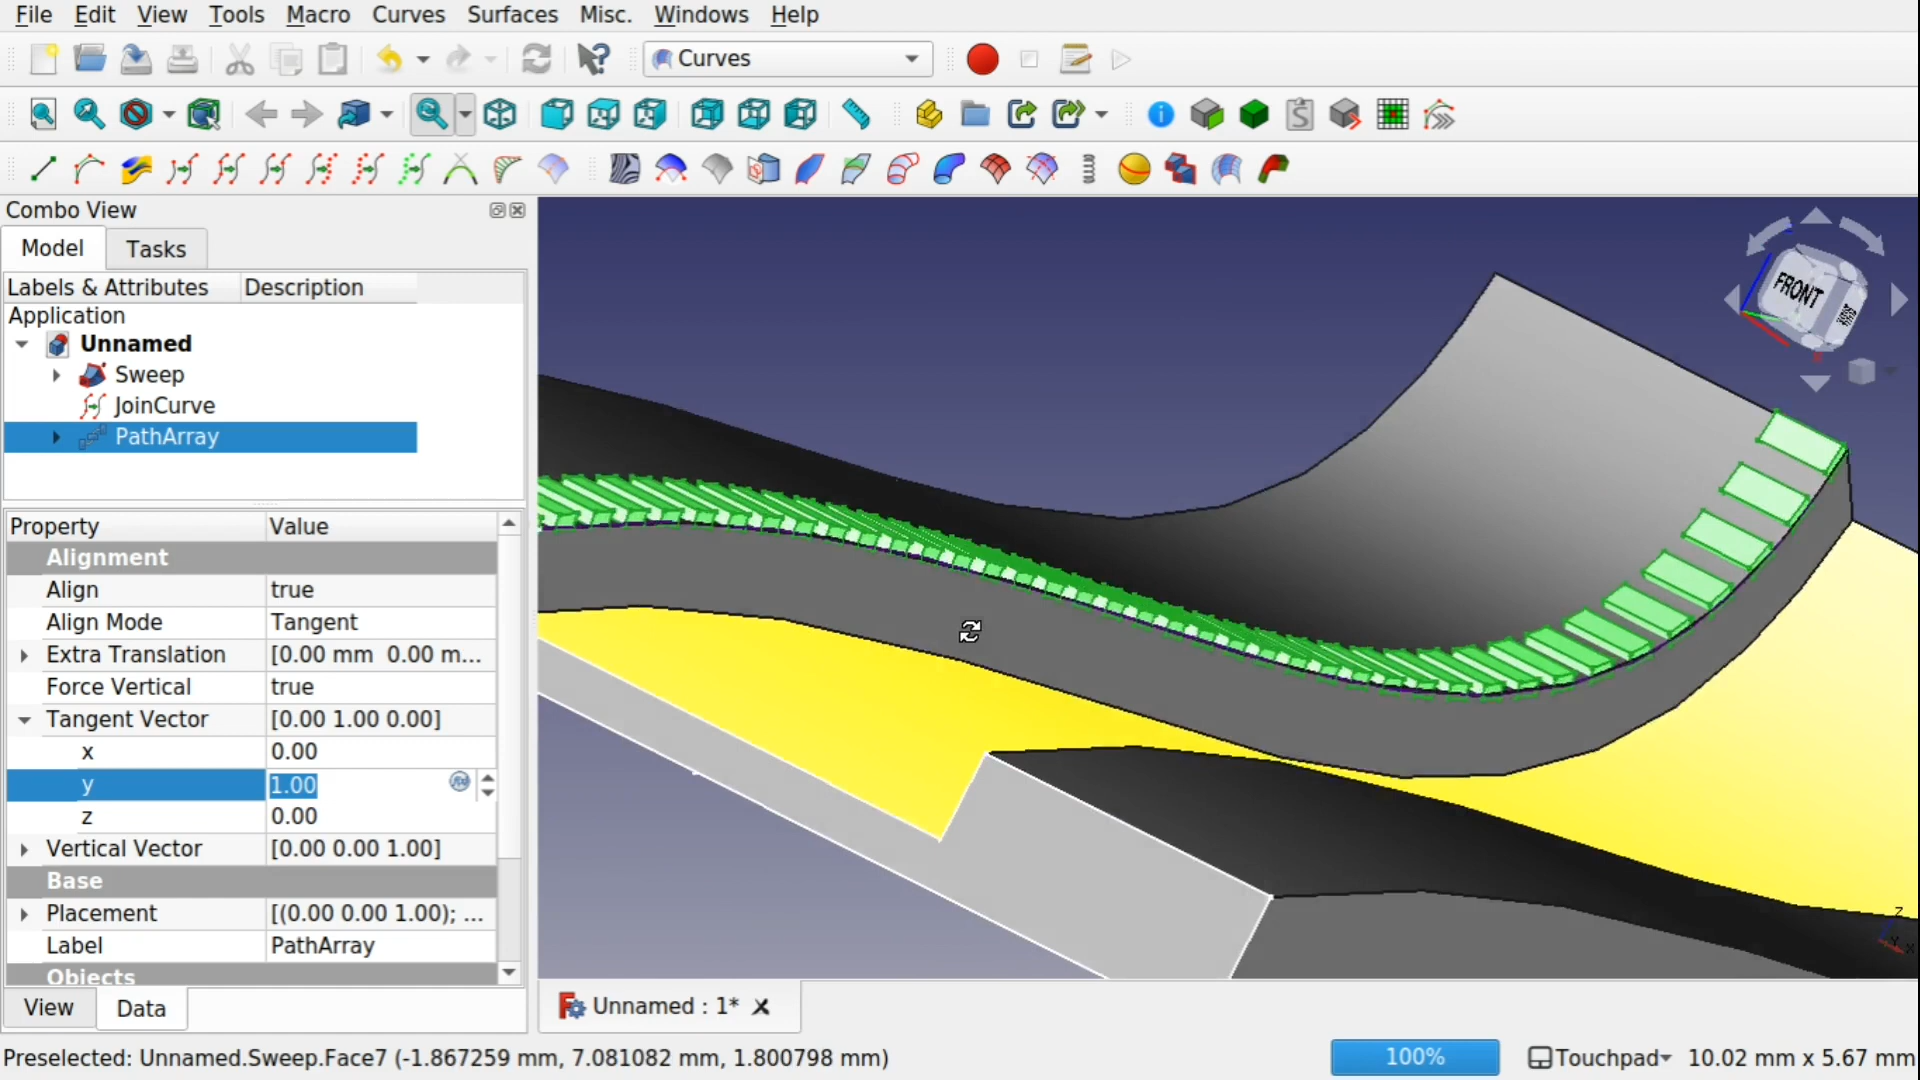 File Edit View Tools Macro Curves Surfaces Misc. Windows Help
Curves
Combo View
Model Tasks
Labels & Attributes Description
Application
Unnamed
Sweep
JoinCurve
PathArray
Property Value
Alignment
Align true
Align Mode Tangent
Extra Translation [0.00 mm 0.00 m...
Force Vertical true
Tangent Vector [0.00 1.00 0.00]
x 0.00
y 1.00
z 0.00
Vertical Vector [0.00 0.00 1.00]
Base
Placement [(0.00 0.00 1.00); ...
Label PathArray
Objects
View Data
FRONT
Z
Y X
Unnamed : 1*
Preselected: Unnamed.Sweep.Face7 (-1.867259 mm, 7.081082 mm, 1.800798 mm)
100%
Touchpad
10.02 mm x 5.67 mm